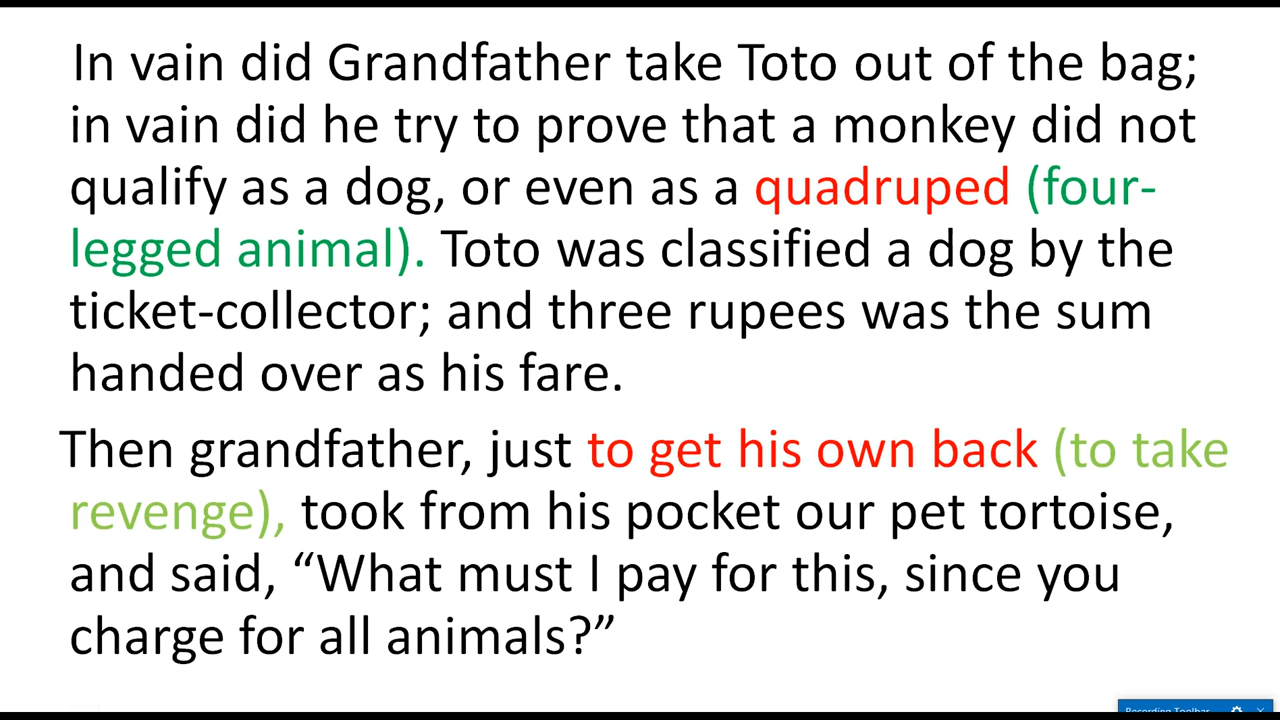 In vain did Grandfather take Toto out of the bag;
in vain did he try to prove that a monkey did not
qualify as a dog, or even as a quadruped (four-
legged animal). Toto was classified a dog by the
ticket-collector; and three rupees was the sum
handed over as his fare.
Then grandfather, just to get his own back (to take
revenge), took from his pocket our pet tortoise,
and said, “What must I pay for this, since you
charge for all animals?”
Recording Toolbar